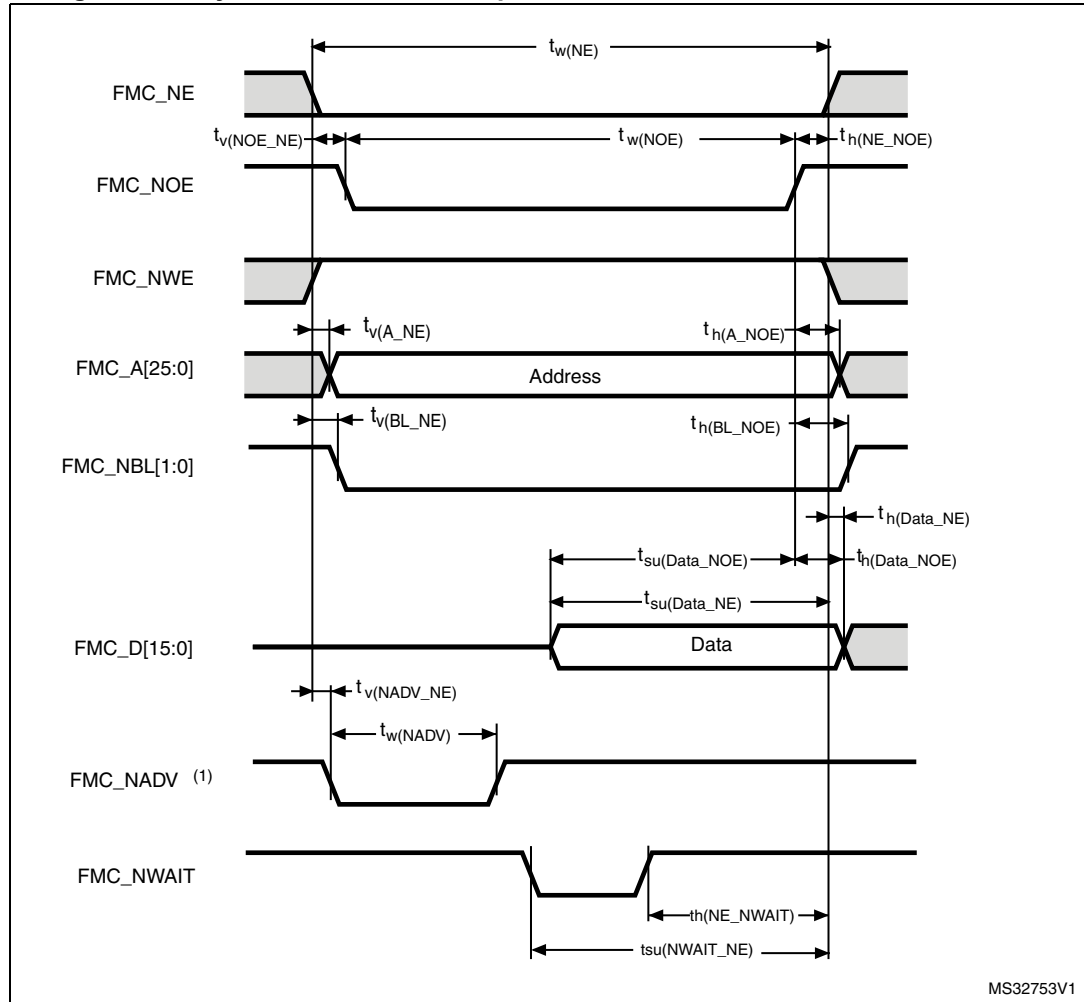 tw(NE)
FMC_NE
tv(NOE_NE)
tw(NOE)
th(NE_NOE)
FMC_NOE
FMC_NWE
tv(A_NE)
th(A_NOE)
FMC_A[25:0]
Address
tv(BL_NE)
th(BL_NOE)
FMC_NBL[1:0]
th(Data_NE)
tsu(Data_NOE)
th(Data_NOE)
tsu(Data_NE)
FMC_D[15:0]
Data
tv(NADV_NE)
tw(NADV)
FMC_NADV (1)
FMC_NWAIT
th(NE_NWAIT)
tsu(NWAIT_NE)
MS32753V1